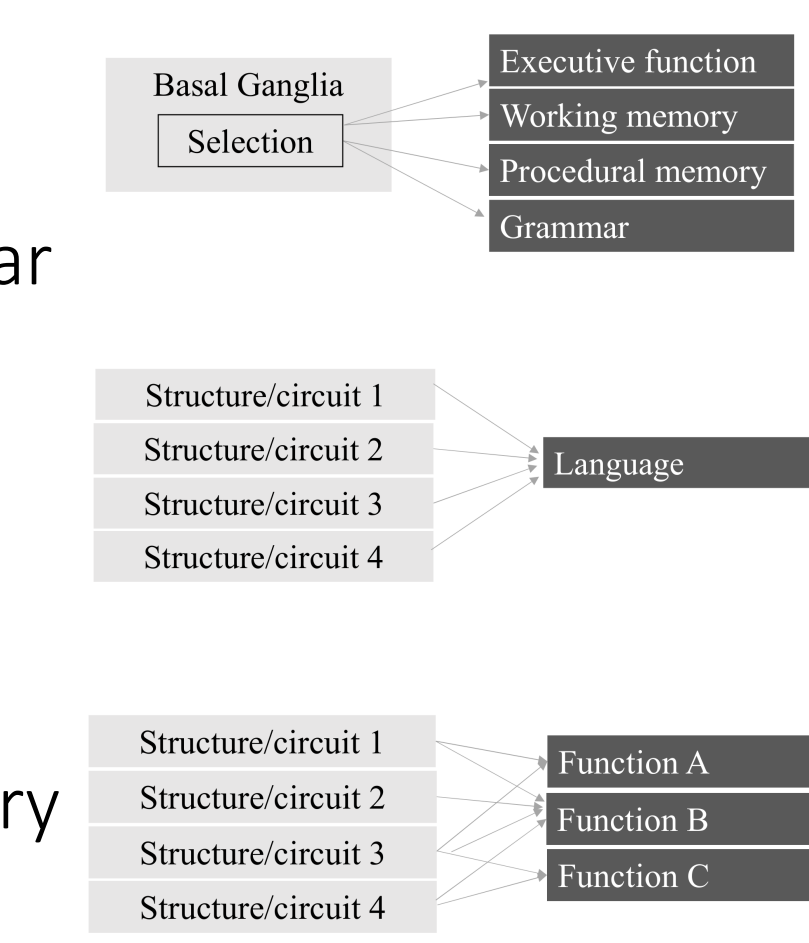 Basal Ganglia
Selection
Executive function
Working memory
Procedural memory
Grammar
ar
Structure/circuit 1
Structure/circuit 2
Structure/circuit 3
Structure/circuit 4
Language
ry
Structure/circuit 1
Structure/circuit 2
Structure/circuit 3
Structure/circuit 4
Function A
Function B
Function C